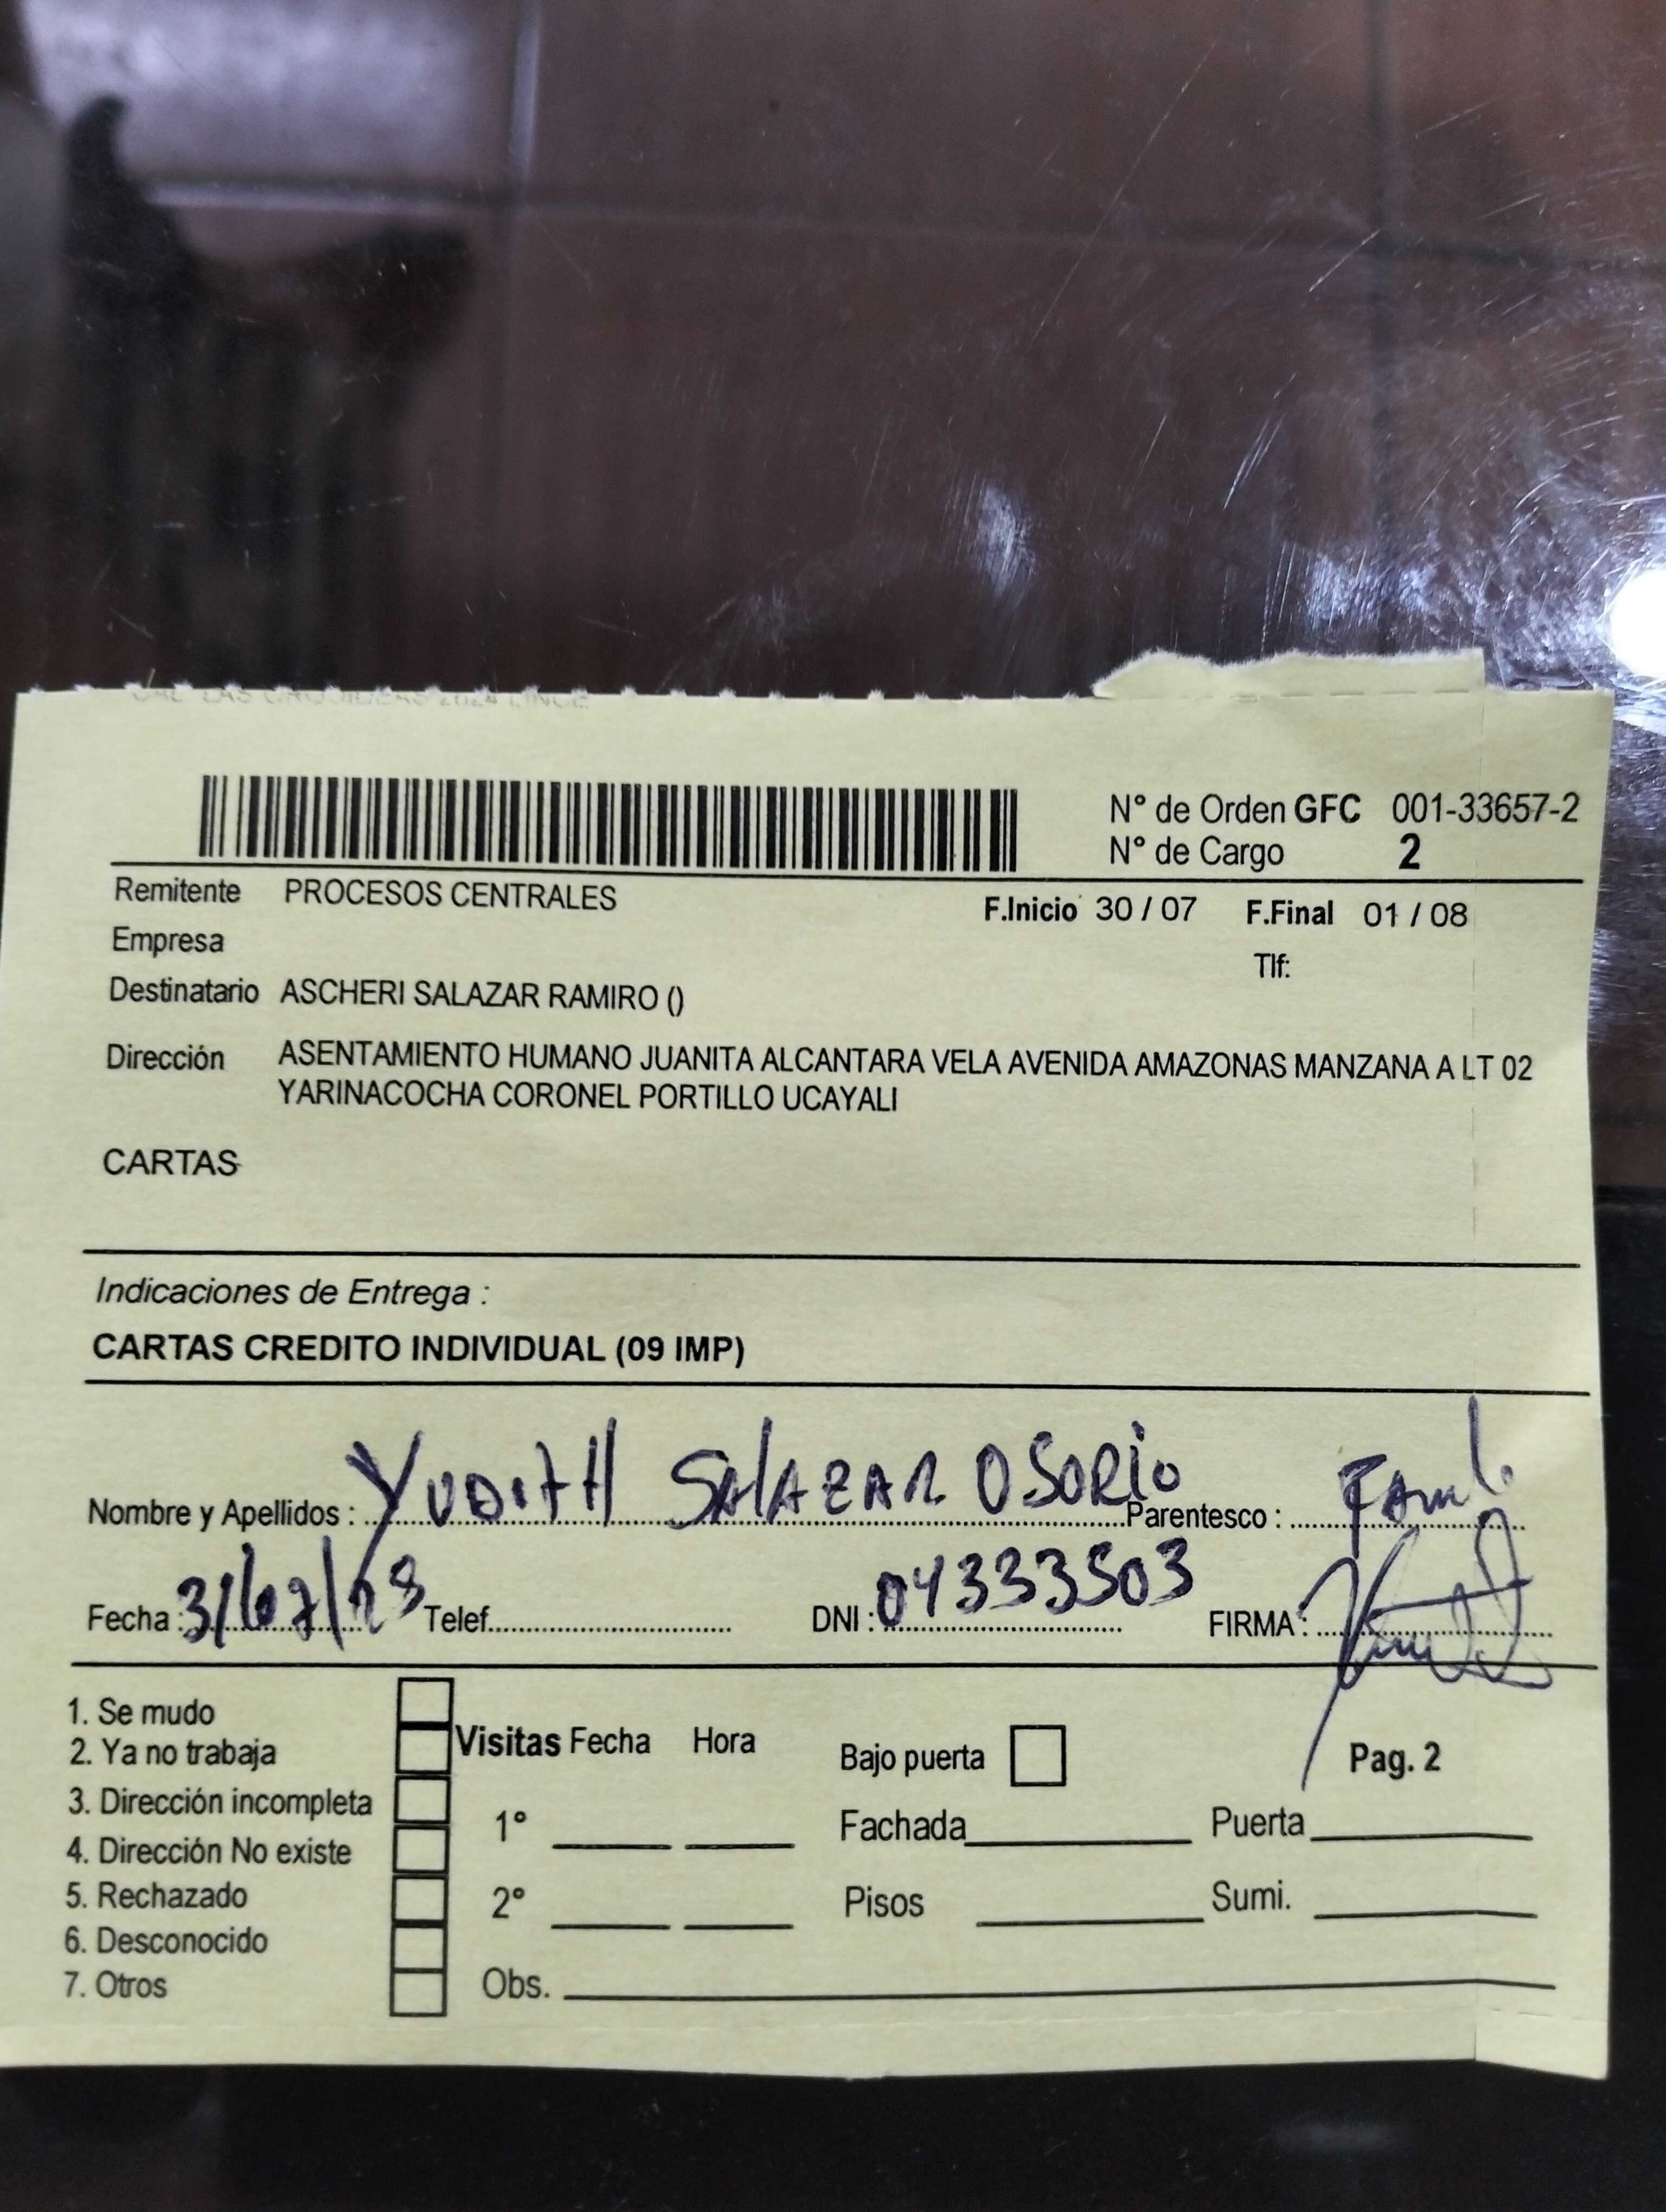 N° de Orden GFC 001-33657-2
N° de Cargo 2
Remitente PROCESOS CENTRALES
F.Inicio 30 / 07 F.Final 01 / 08
Empresa
Tlf:
Destinatario ASCHERI SALAZAR RAMIRO ()
Dirección ASENTAMIENTO HUMANO JUANITA ALCANTARA VELA AVENIDA AMAZONAS MANZANA A LT 02
YARINACOCHA CORONEL PORTILLO UCAYALI
CARTAS
Indicaciones de Entrega :
CARTAS CREDITO INDIVIDUAL (09 IMP)
Nombre y Apellidos : YUDITH SALAZAR OSORIO Parentesco : FAMI.
Fecha : Telef. DNI : 04333503 FIRMA :
1. Se mudo
2. Ya no trabaja
3. Dirección incompleta
4. Dirección No existe
5. Rechazado
6. Desconocido
7. Otros
Visitas Fecha Hora
1°
2°
Obs.
Bajo puerta
Pag. 2
Fachada Puerta
Pisos Sumi.